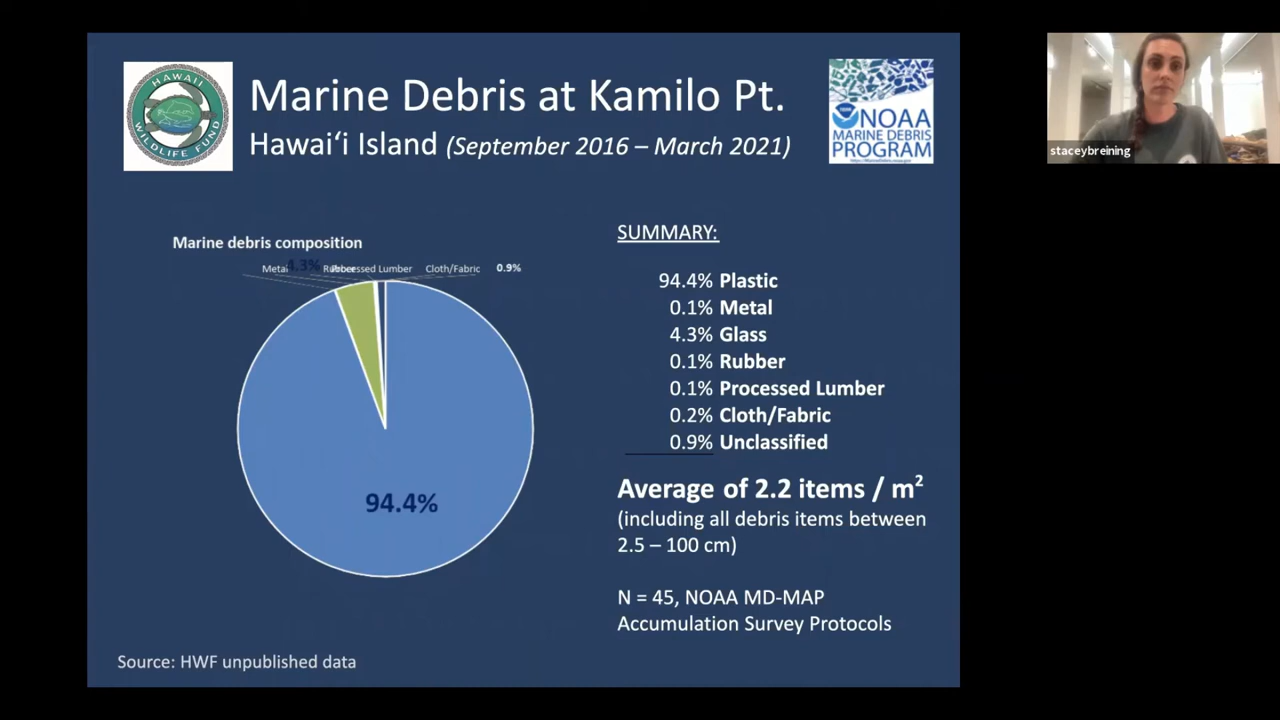 HAWAI'I
WILDLIFE FUND
Marine Debris at Kamilo Pt.
Hawaiʻi Island (September 2016 – March 2021)
NOAA
MARINE DEBRIS
PROGRAM
staceybreining
Marine debris composition
Metal 4.3% Rubber Processed Lumber Cloth/Fabric 0.9%
94.4%
SUMMARY:
94.4% Plastic
0.1% Metal
4.3% Glass
0.1% Rubber
0.1% Processed Lumber
0.2% Cloth/Fabric
0.9% Unclassified
Average of 2.2 items / m²
(including all debris items between
2.5 – 100 cm)
N = 45, NOAA MD-MAP
Accumulation Survey Protocols
Source: HWF unpublished data